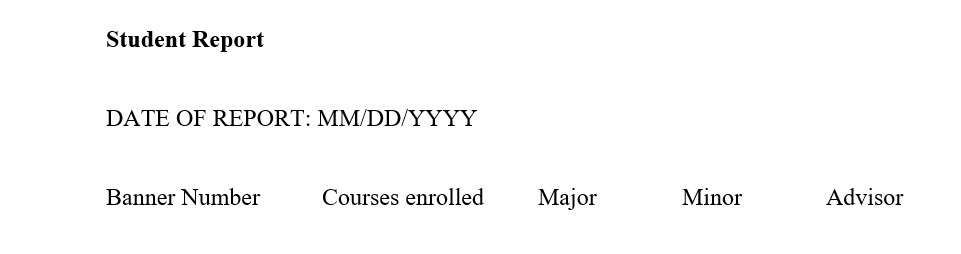 Student Report
DATE OF REPORT: MM/DD/YYYY
Banner Number Courses enrolled Major Minor Advisor